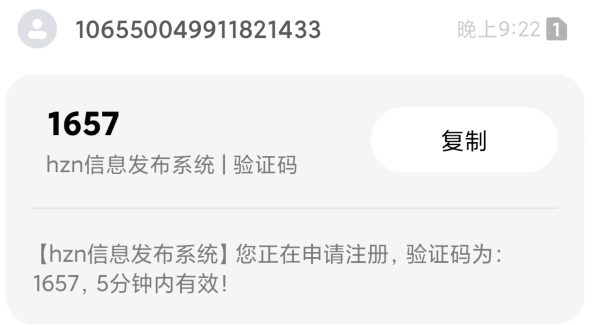 106550049911821433 晚上9:22 1
1657
复制
hzn信息发布系统 | 验证码
【hzn信息发布系统】您正在申请注册, 验证码为:
1657, 5分钟内有效!